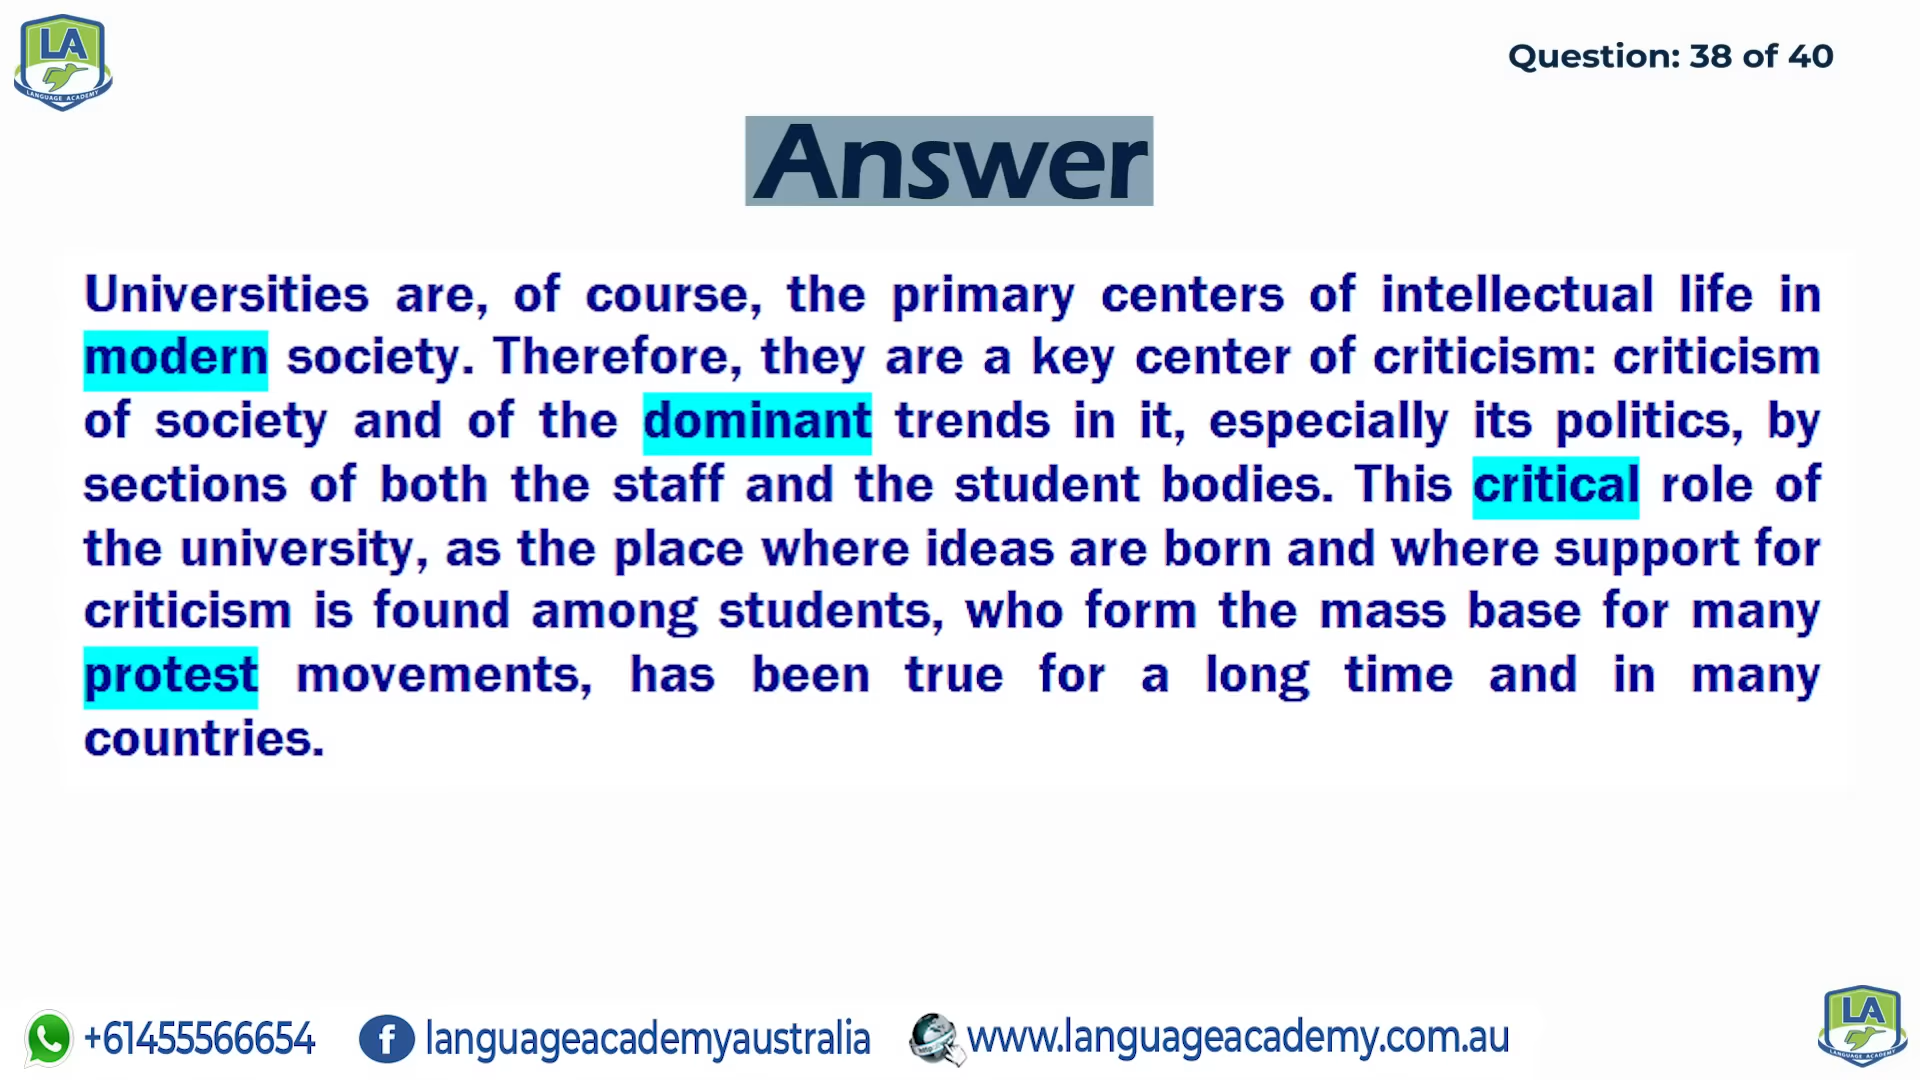 LA
LANGUAGE ACADEMY
Question: 38 of 40
Answer
Universities are, of course, the primary centers of intellectual life in
modern society. Therefore, they are a key center of criticism: criticism
of society and of the dominant trends in it, especially its politics, by
sections of both the staff and the student bodies. This critical role of
the university, as the place where ideas are born and where support for
criticism is found among students, who form the mass base for many
protest movements, has been true for a long time and in many
countries.
+61455566654
f languageacademyaustralia
http www.languageacademy.com.au
LA
LANGUAGE ACADEMY